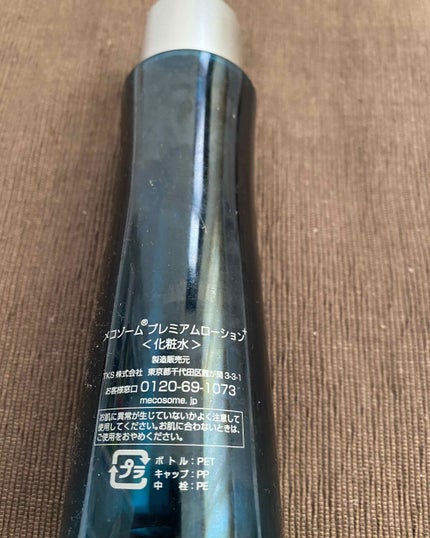 メコゾーム®プレミアムローション
＜化粧水＞
製造販売元
TKS株式会社 東京都千代田区霞が関3-3-1
お客様窓口 0120-69-1073
mecosome.jp
お肌に異常が生じていないかよく注意して
使用してください。お肌に合わないときは、
ご使用をおやめください。
プラ
ボトル：PET
キャップ：PP
中栓：PE